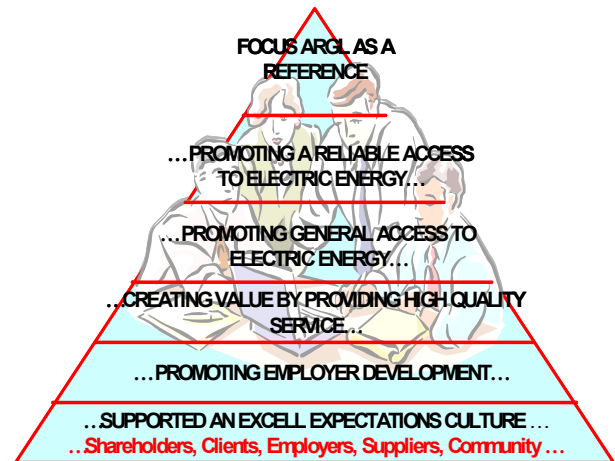 FOCUS ARGL AS A
REFERENCE
…PROMOTING A RELIABLE ACCESS
TO ELECTRIC ENERGY…
…PROMOTING GENERAL ACCESS TO
ELECTRIC ENERGY…
…CREATING VALUE BY PROVIDING HIGH QUALITY
SERVICE…
…PROMOTING EMPLOYER DEVELOPMENT…
…SUPPORTED AN EXCELL EXPECTATIONS CULTURE …
…Shareholders, Clients, Employers, Suppliers, Community …